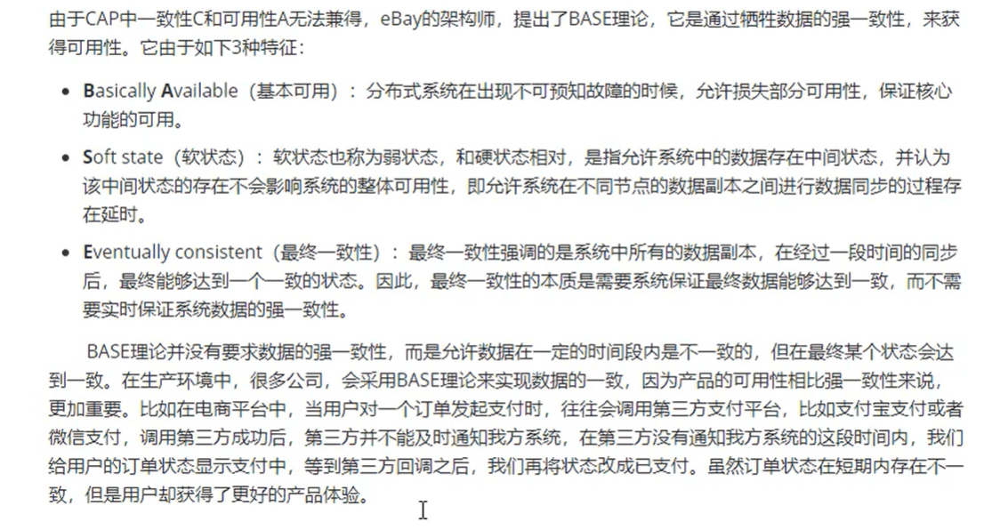 由于CAP中一致性C和可用性A无法兼得，eBay的架构师，提出了BASE理论，它是通过牺牲数据的强一致性，来获
得可用性。它由于如下3种特征：
Basically Available（基本可用）：分布式系统在出现不可预知故障的时候，允许损失部分可用性，保证核心
功能的可用。
Soft state（软状态）：软状态也称为弱状态，和硬状态相对，是指允许系统中的数据存在中间状态，并认为
该中间状态的存在不会影响系统的整体可用性，即允许系统在不同节点的数据副本之间进行数据同步的过程存
在延时。
Eventually consistent（最终一致性）：最终一致性强调的是系统中所有的数据副本，在经过一段时间的同步
后，最终能够达到一个一致的状态。因此，最终一致性的本质是需要系统保证最终数据能够达到一致，而不需
要实时保证系统数据的强一致性。
BASE理论并没有要求数据的强一致性，而是允许数据在一定的时间段内是不一致的，但在最终某个状态会达
到一致。在生产环境中，很多公司，会采用BASE理论来实现数据的一致，因为产品的可用性相比强一致性来说，
更加重要。比如在电商平台中，当用户对一个订单发起支付时，往往会调用第三方支付平台，比如支付宝支付或者
微信支付，调用第三方成功后，第三方并不能及时通知我方系统，在第三方没有通知我方系统的这段时间内，我们
给用户的订单状态显示支付中，等到第三方回调之后，我们再将状态改成已支付。虽然订单状态在短期内存在不一
致，但是用户却获得了更好的产品体验。